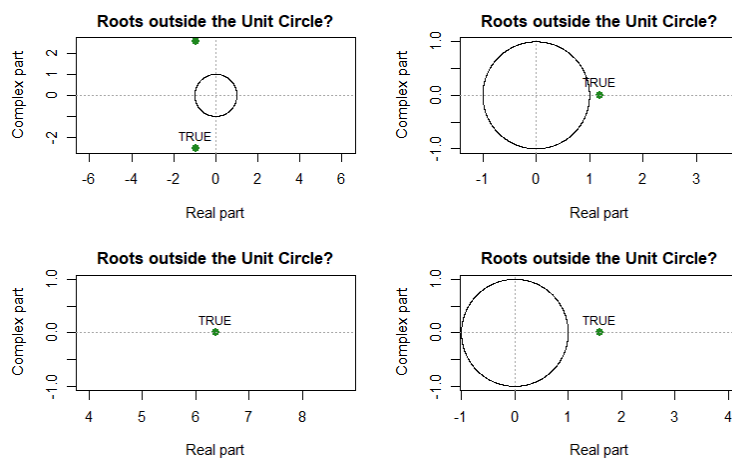 Roots outside the Unit Circle?
Complex part
2
1
0
-2
TRUE
-6 -4 -2 0 2 4 6
Real part
Roots outside the Unit Circle?
Complex part
1.0
0.0
-1.0
TRUE
-1 0 1 2 3
Real part
Roots outside the Unit Circle?
Complex part
1.0
0.0
-1.0
TRUE
4 5 6 7 8
Real part
Roots outside the Unit Circle?
Complex part
1.0
0.0
-1.0
TRUE
-1 0 1 2 3 4
Real part